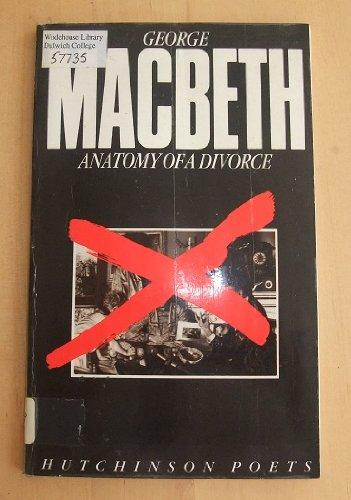 Wodehouse Library
Dulwich College
57735
GEORGE
MACBETH
ANATOMY OF A DIVORCE
HUTCHINSON POETS